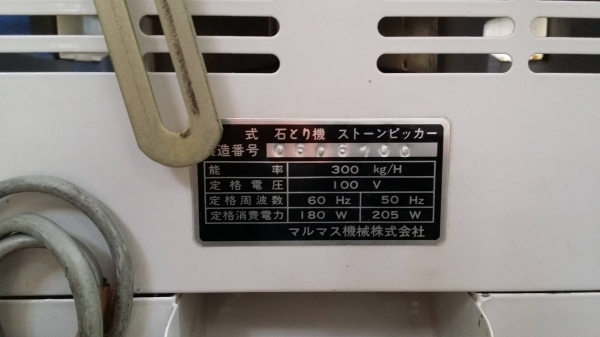 式 石とり機 ストーンピッカー
造番号
能率 300 kg/H
定格電圧 100 V
定格周波数 60 Hz 50 Hz
定格消費電力 180 W 205 W
マルマス機械株式会社